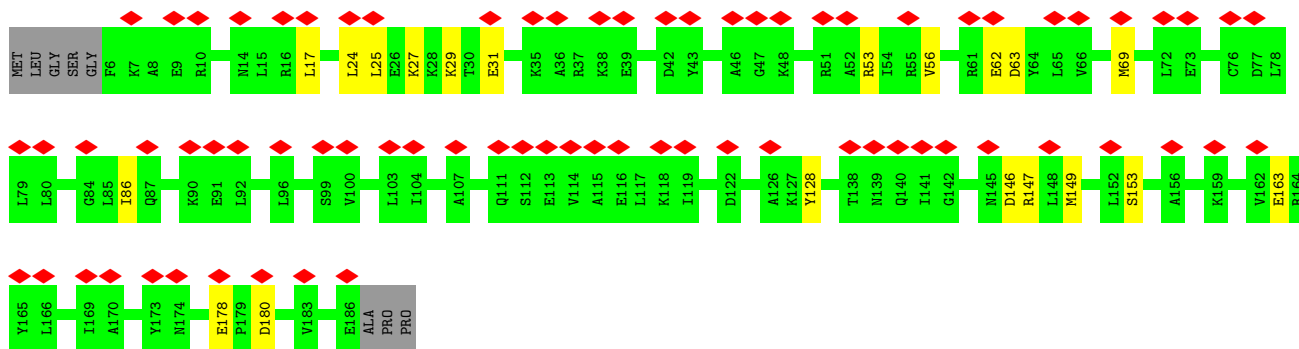 MET LEU GLY SER GLY F6 K7 A8 E9 R10 N14 L15 R16 L17 L24 L25 E26 K27 K28 K29 T30 E31 K35 A36 R37 K38 E39 D42 Y43 A46 G47 K48 R51 A52 R53 I54 R55 V56 R61 E62 D63 Y64 L65 V66 M69 L72 E73 C76 D77 L78
L79 L80 G84 L85 I86 Q87 K90 E91 L92 L96 S99 V100 L103 I104 A107 Q111 S112 E113 V114 A115 E116 L117 K118 I119 D122 A126 K127 Y128 T138 N139 Q140 I141 G142 N145 D146 R147 L148 M149 L152 S153 A156 K159 V162 E163 R164
Y165 L166 I169 A170 Y173 N174 E178 P179 D180 V183 E186 ALA PRO PRO